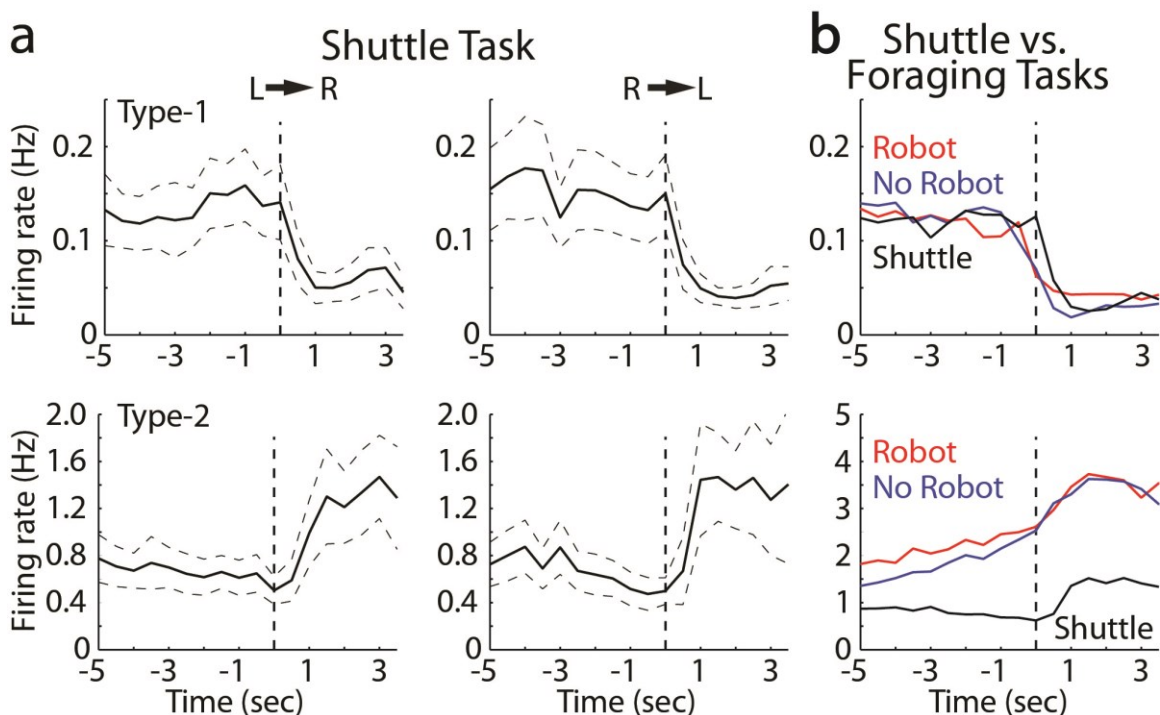 a
Shuttle Task
b
Shuttle vs.
Foraging Tasks
L R
R L
Type-1
Firing rate (Hz)
0.2
0.1
0
-5 -3 -1 1 3
0.2
0.1
0
-5 -3 -1 1 3
Robot
No Robot
Shuttle
0.2
0.1
0
-5 -3 -1 1 3
Type-2
Firing rate (Hz)
2.0
1.6
1.2
0.8
0.4
0
-5 -3 -1 1 3
Time (sec)
2.0
1.6
1.2
0.8
0.4
0
-5 -3 -1 1 3
Time (sec)
Robot
No Robot
Shuttle
5
4
3
2
1
0
-5 -3 -1 1 3
Time (sec)